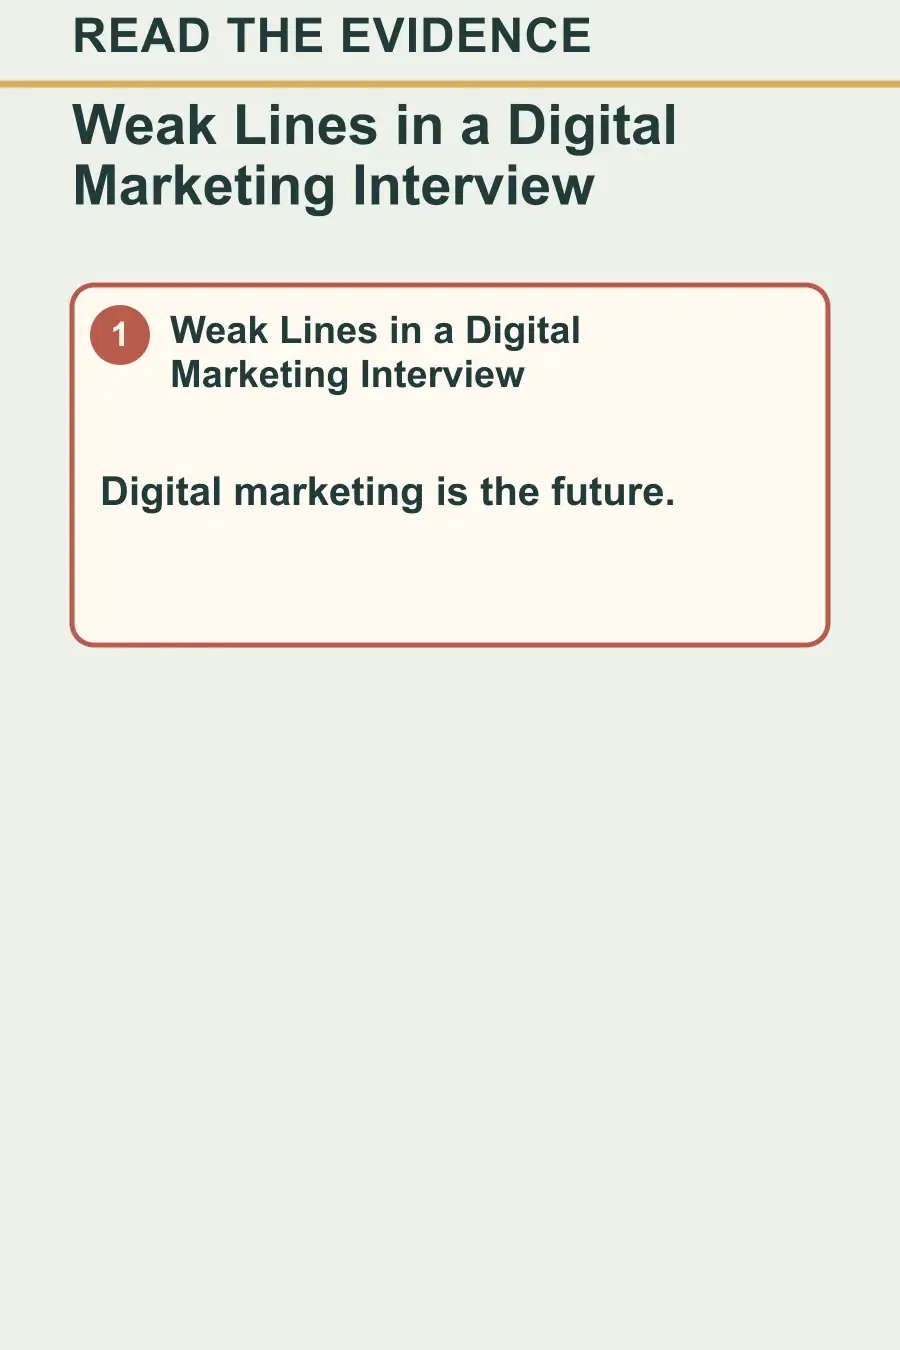 READ THE EVIDENCE
Weak Lines in a Digital
Marketing Interview
1
Weak Lines in a Digital
Marketing Interview
Digital marketing is the future.